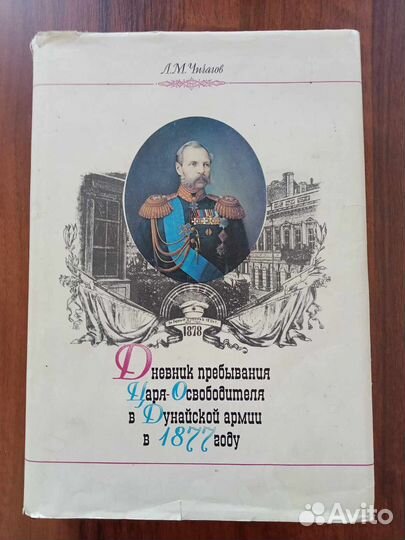 Л.М.Чичагов
1878
Дневник пребывания
Царя-Освободителя
в Дунайской армии
в 1877 году
Avito